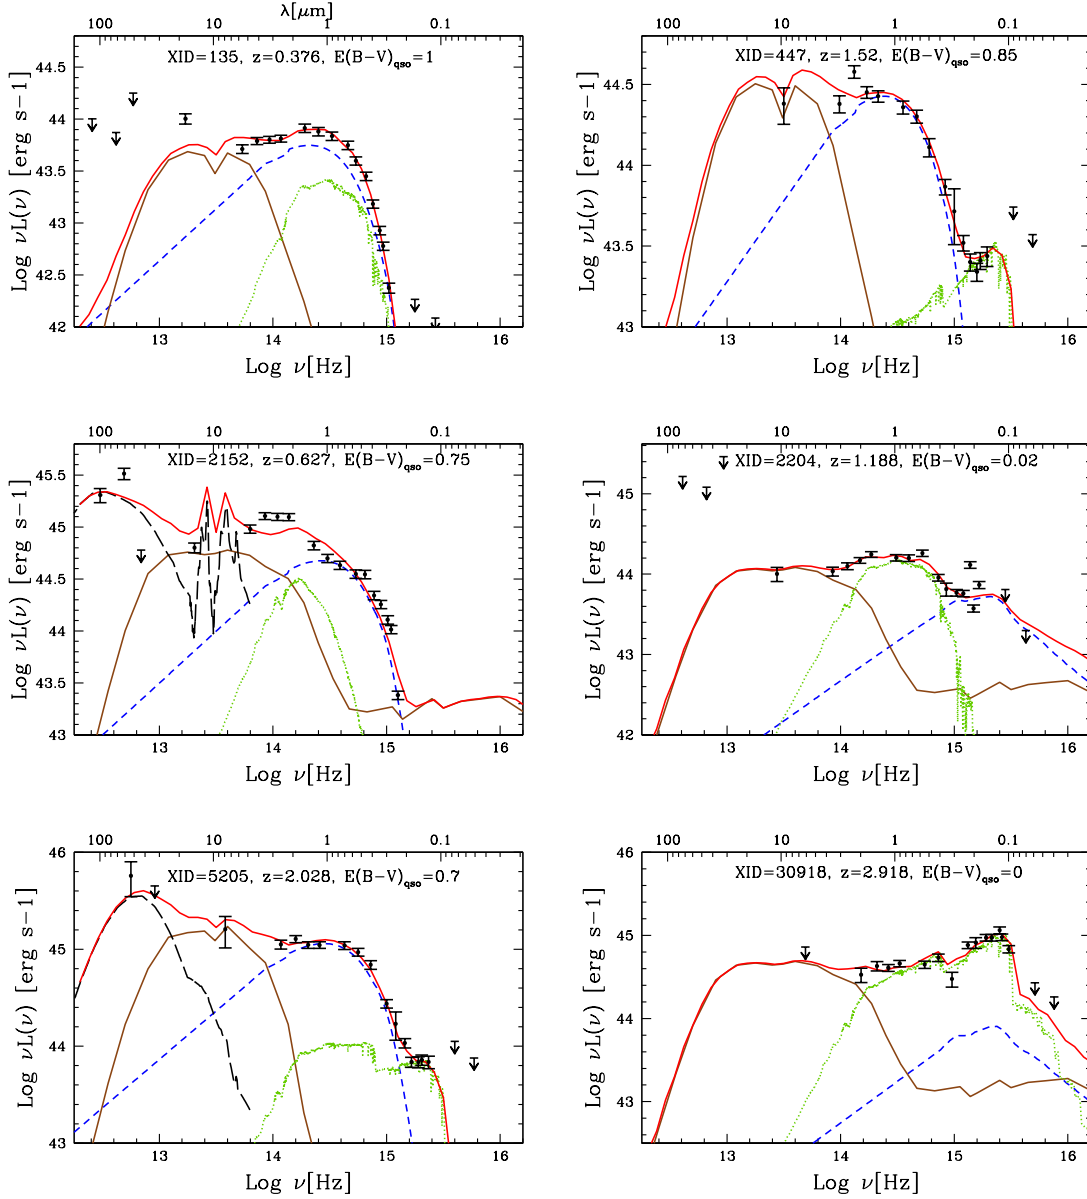 λ[μm]
100 10 1 0.1
XID=135, z=0.376, E(B−V)qso=1
Log νL(ν) [erg s−1]
44.5
44
43.5
43
42.5
42
13 14 15 16
Log ν[Hz]
100 10 1 0.1
XID=447, z=1.52, E(B−V)qso=0.85
Log νL(ν) [erg s−1]
44.5
44
43.5
43
13 14 15 16
Log ν[Hz]
100 10 1 0.1
XID=2152, z=0.627, E(B−V)qso=0.75
Log νL(ν) [erg s−1]
45.5
45
44.5
44
43.5
43
13 14 15 16
Log ν[Hz]
100 10 1 0.1
XID=2204, z=1.188, E(B−V)qso=0.02
Log νL(ν) [erg s−1]
45
44
43
42
13 14 15 16
Log ν[Hz]
100 10 1 0.1
XID=5205, z=2.028, E(B−V)qso=0.7
Log νL(ν) [erg s−1]
46
45
44
43
13 14 15 16
Log ν[Hz]
100 10 1 0.1
XID=30918, z=2.918, E(B−V)qso=0
Log νL(ν) [erg s−1]
46
45
44
43
13 14 15 16
Log ν[Hz]